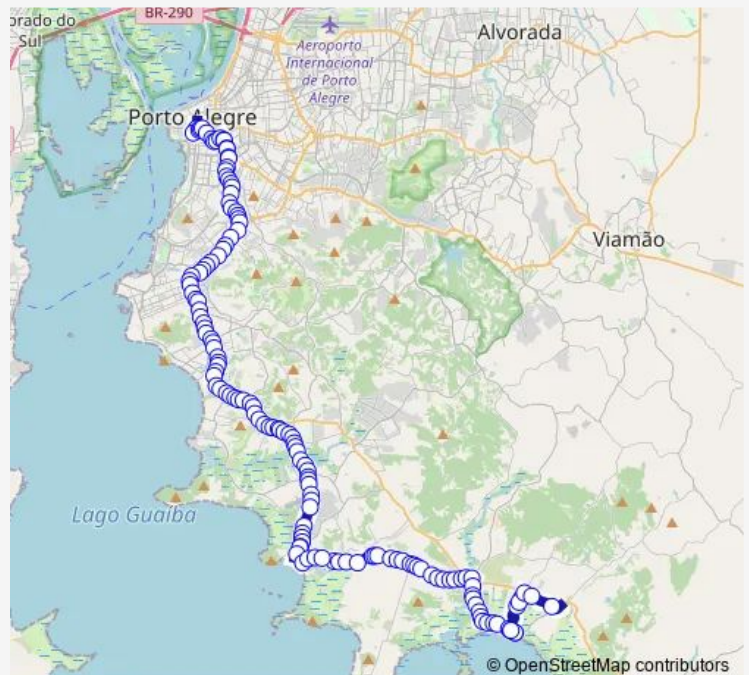 BR-290
orado do
Sul
Alvorada
Aeroporto
Internacional
de Porto
Alegre
Porto Alegre
Viamão
Lago Guaíba
© OpenStreetMap contributors